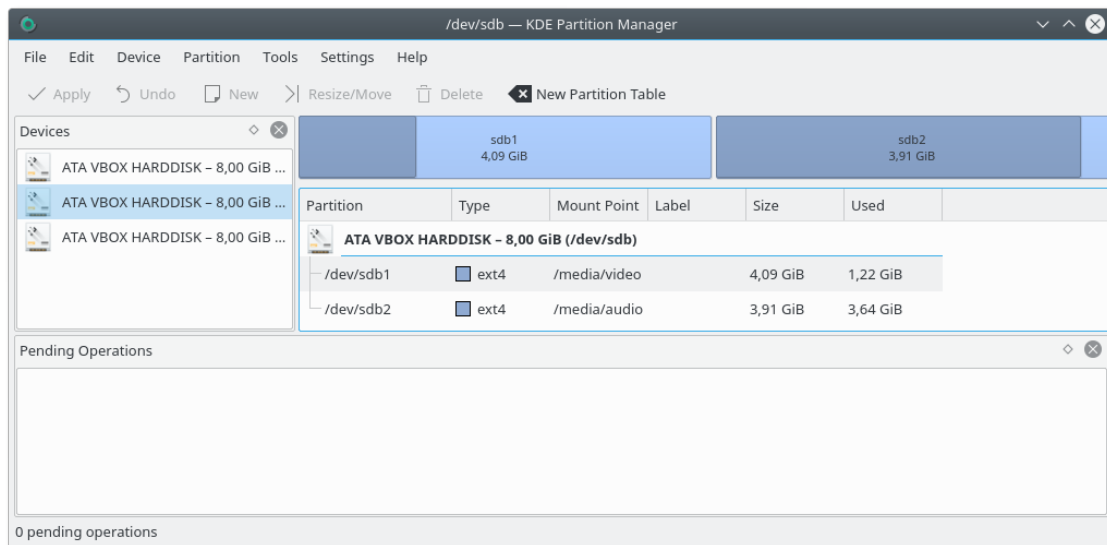 /dev/sdb — KDE Partition Manager
File Edit Device Partition Tools Settings Help
Apply Undo New Resize/Move Delete New Partition Table
Devices
ATA VBOX HARDDISK – 8,00 GiB ...
ATA VBOX HARDDISK – 8,00 GiB ...
ATA VBOX HARDDISK – 8,00 GiB ...
sdb1
4,09 GiB
sdb2
3,91 GiB
Partition Type Mount Point Label Size Used
ATA VBOX HARDDISK – 8,00 GiB (/dev/sdb)
/dev/sdb1 ext4 /media/video 4,09 GiB 1,22 GiB
/dev/sdb2 ext4 /media/audio 3,91 GiB 3,64 GiB
Pending Operations
0 pending operations